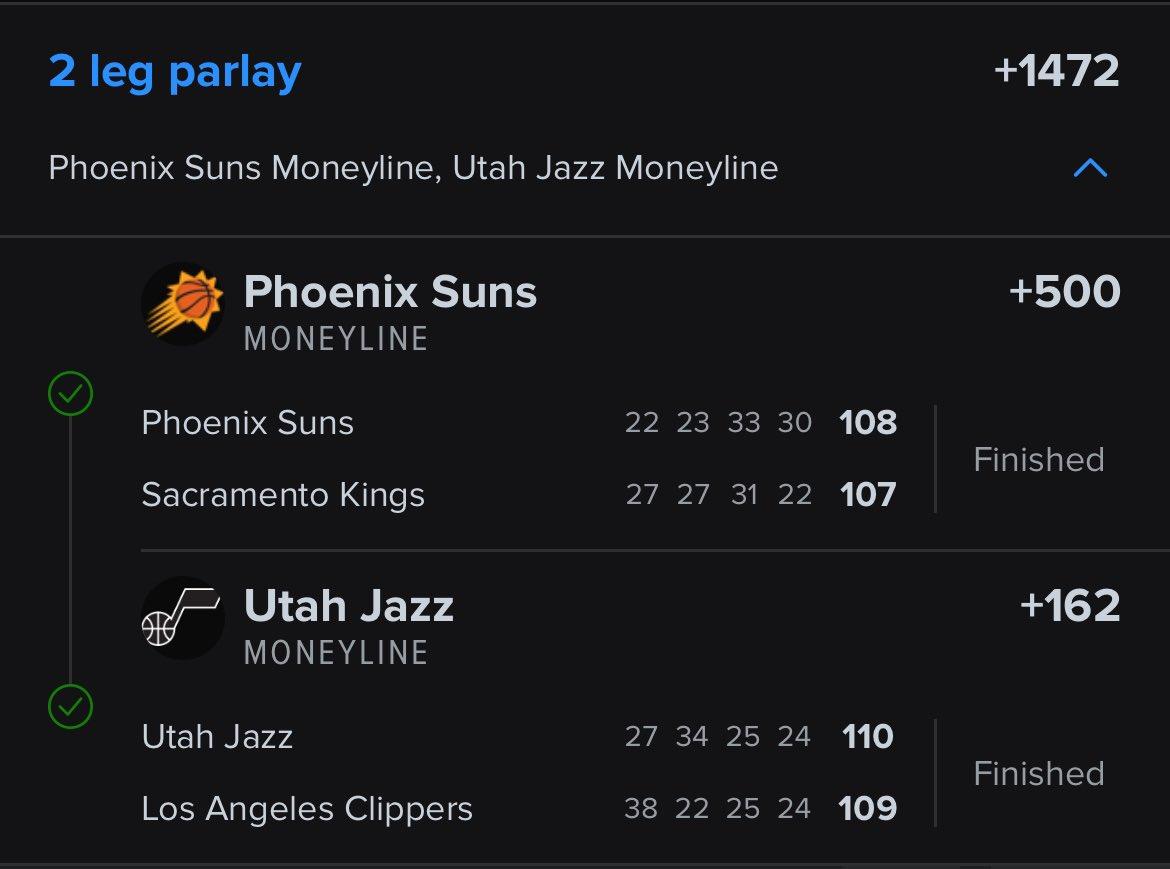 2 leg parlay +1472
Phoenix Suns Moneyline, Utah Jazz Moneyline
Phoenix Suns +500
MONEYLINE
Phoenix Suns 22 23 33 30 108
Sacramento Kings 27 27 31 22 107
Finished
Utah Jazz +162
MONEYLINE
Utah Jazz 27 34 25 24 110
Los Angeles Clippers 38 22 25 24 109
Finished